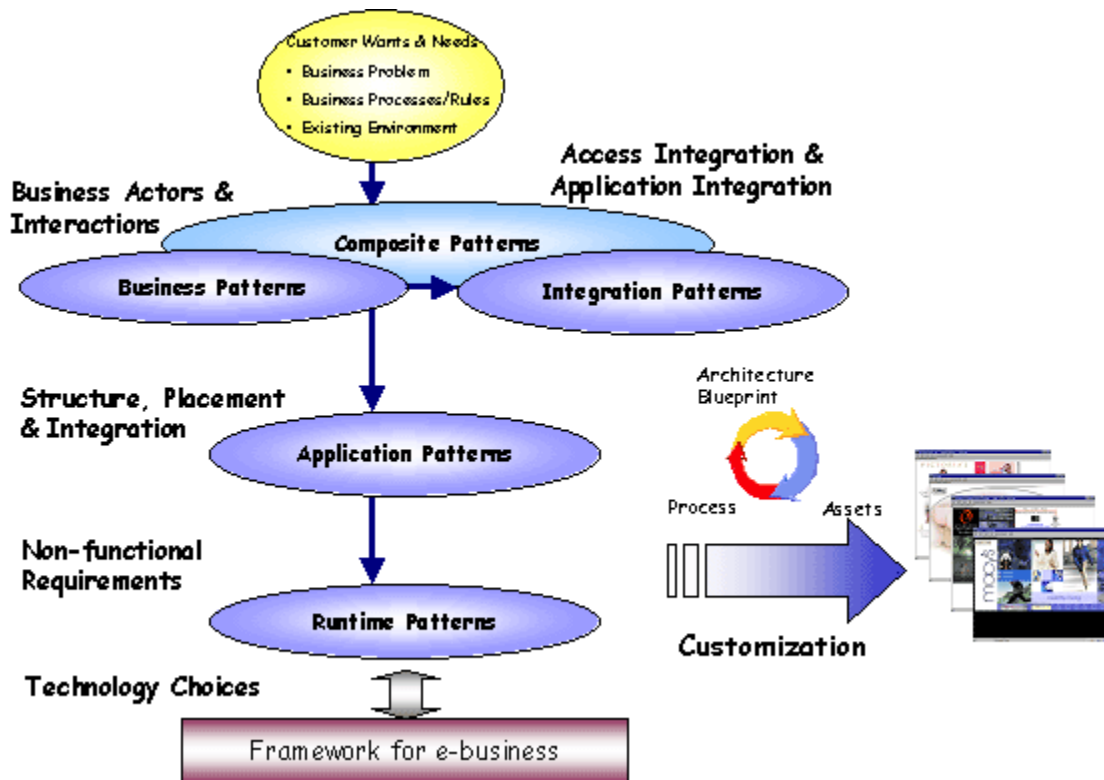 Customer Wants & Needs
• Business Problem
• Business Processes/Rules
• Existing Environment
Access Integration &
Application Integration
Business Actors &
Interactions
Composite Patterns
Business Patterns
Integration Patterns
Structure, Placement
& Integration
Application Patterns
Architecture
Blueprint
Process
Assets
Non-functional
Requirements
Runtime Patterns
Customization
macys
Technology Choices
Framework for e-business